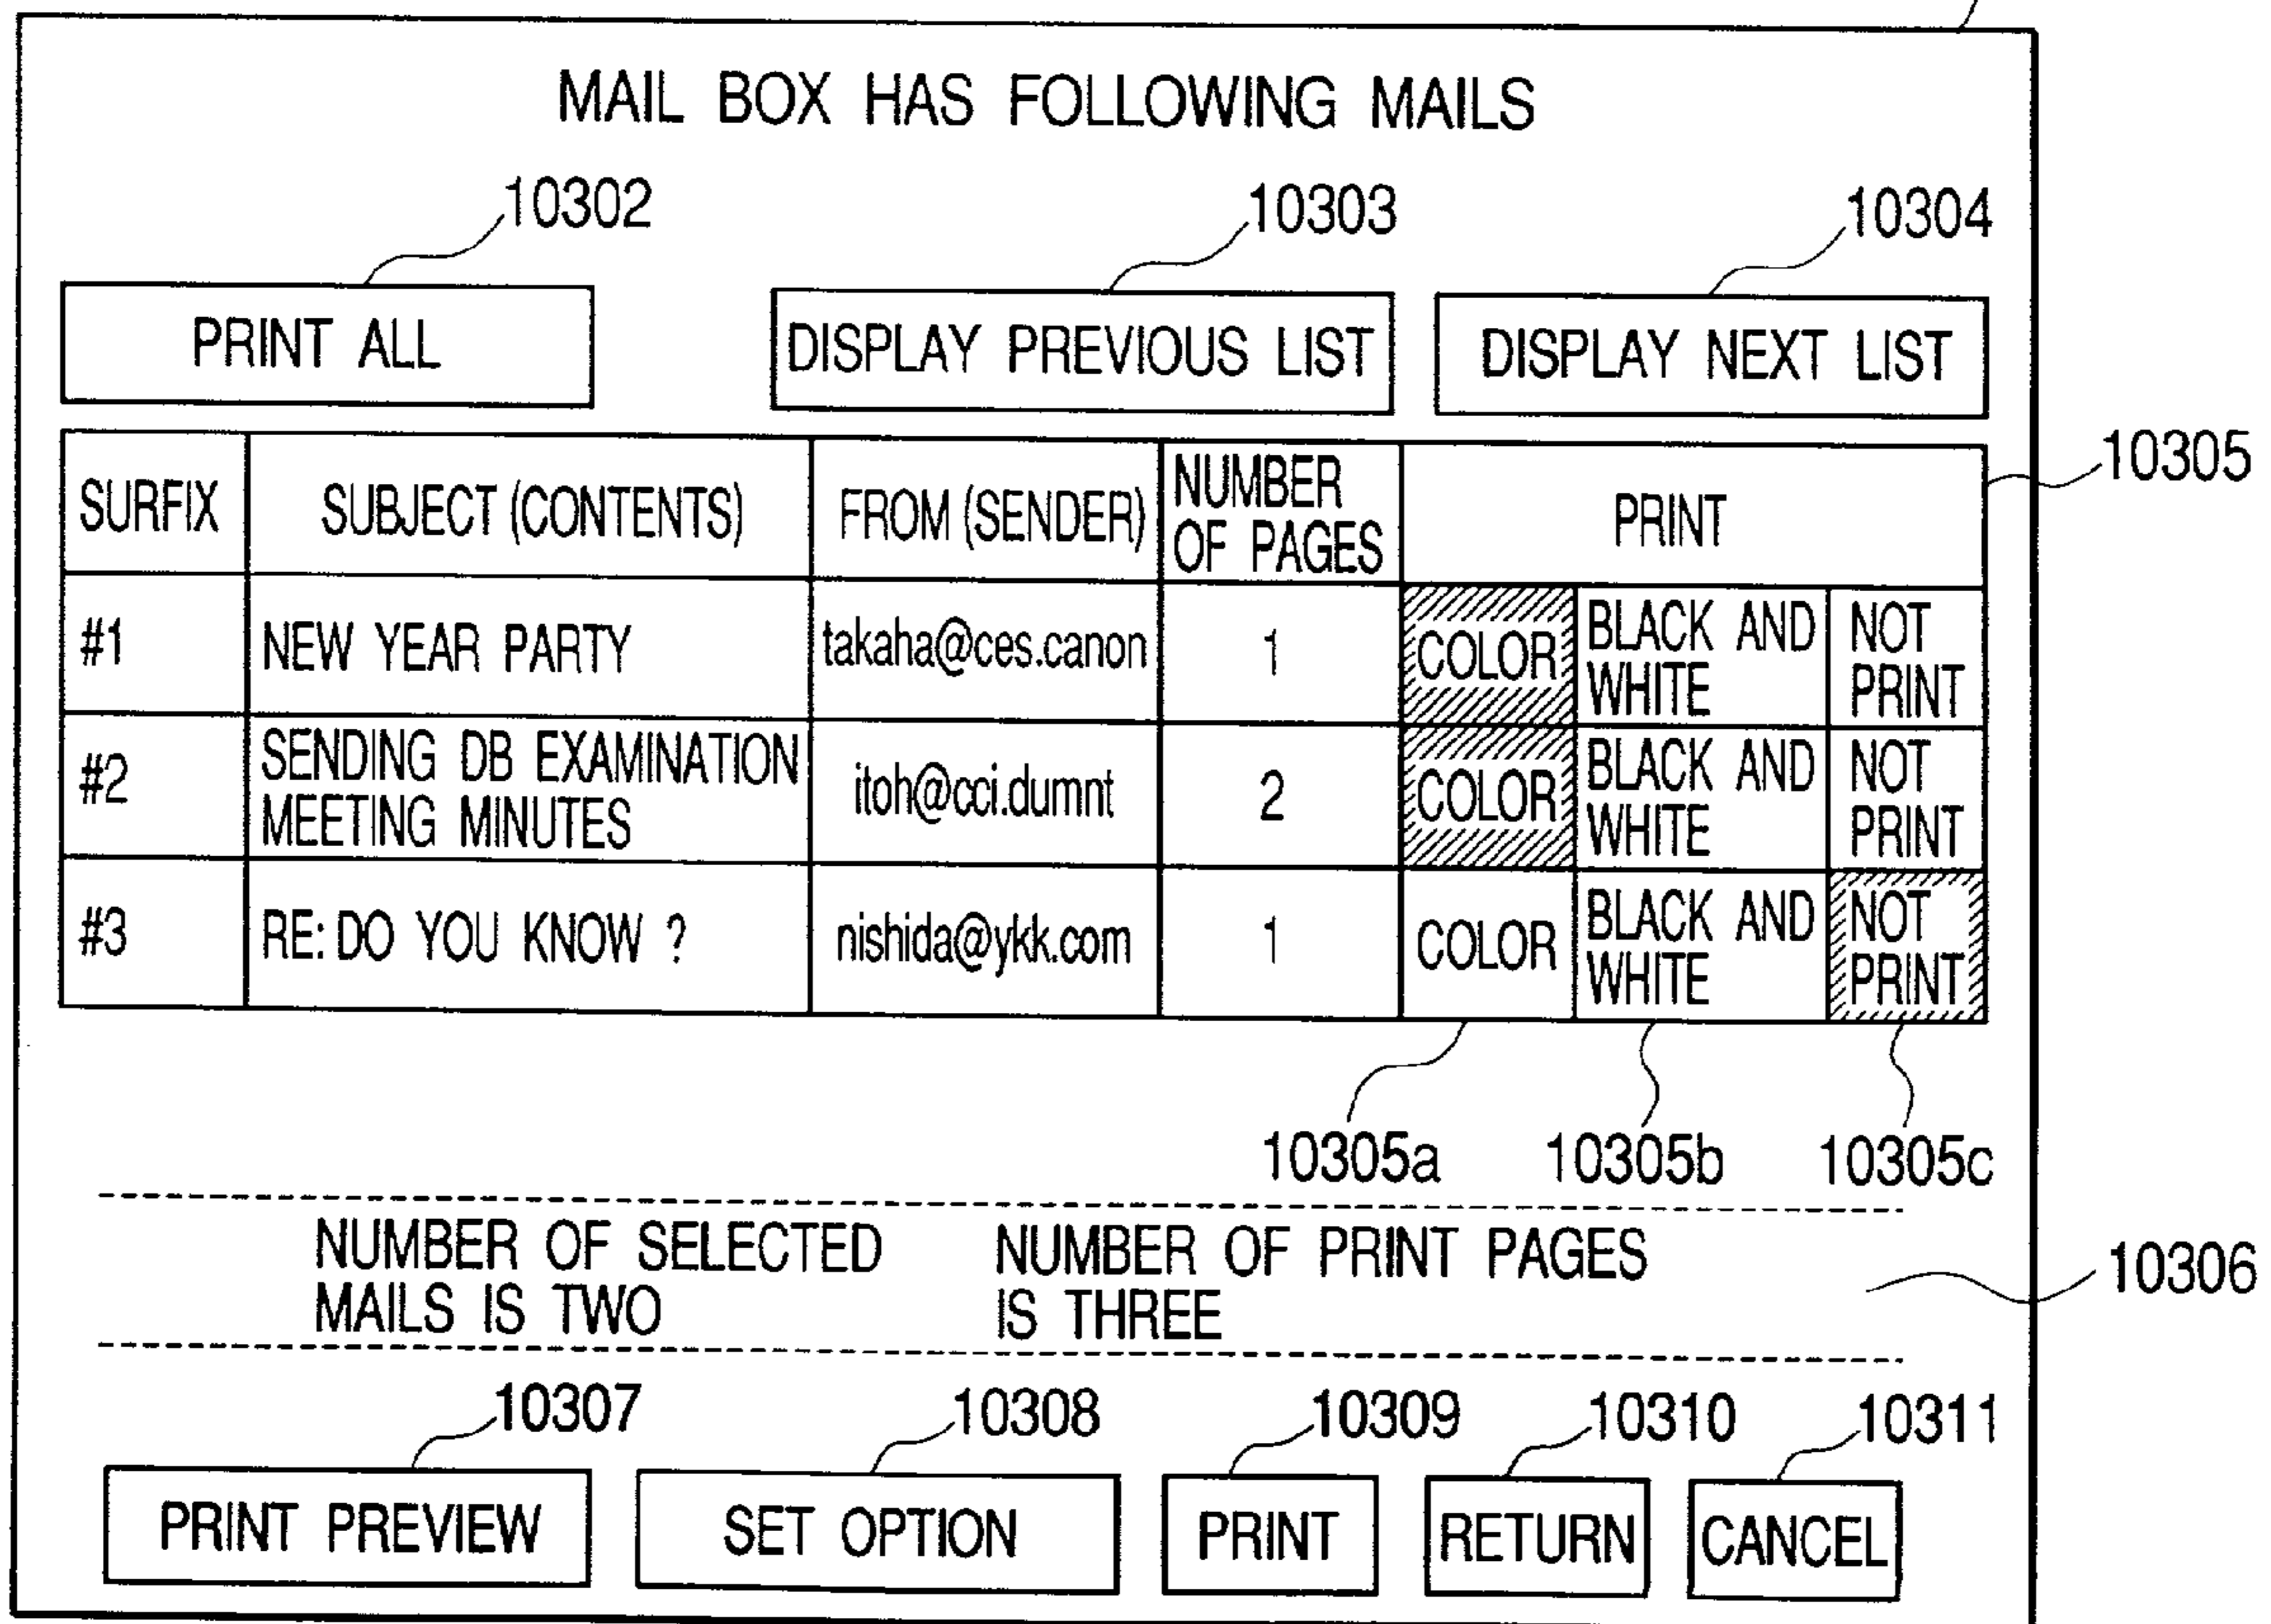 MAIL BOX HAS FOLLOWING MAILS
10302
10303
10304
PRINT ALL
DISPLAY PREVIOUS LIST
DISPLAY NEXT LIST
10305
SURFIX
SUBJECT (CONTENTS)
FROM (SENDER)
NUMBER
OF PAGES
PRINT
#1
NEW YEAR PARTY
takaha@ces.canon
1
COLOR
BLACK AND
WHITE
NOT
PRINT
#2
SENDING DB EXAMINATION
MEETING MINUTES
itoh@cci.dumnt
2
COLOR
BLACK AND
WHITE
NOT
PRINT
#3
RE: DO YOU KNOW ?
nishida@ykk.com
1
COLOR
BLACK AND
WHITE
NOT
PRINT
10305a
10305b
10305c
NUMBER OF SELECTED
MAILS IS TWO
NUMBER OF PRINT PAGES
IS THREE
10306
10307
10308
10309
10310
10311
PRINT PREVIEW
SET OPTION
PRINT
RETURN
CANCEL